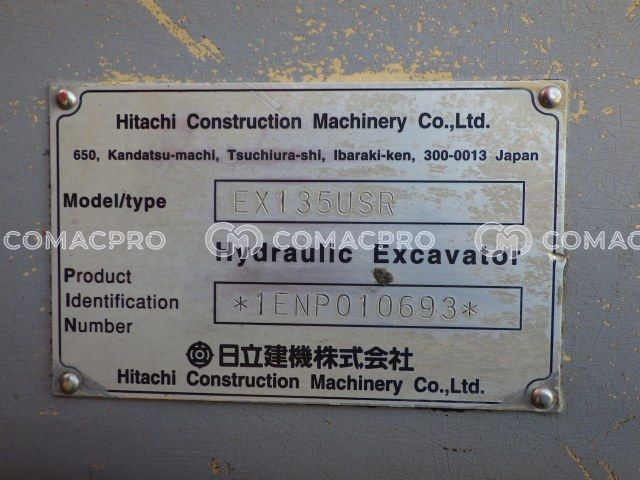 Hitachi Construction Machinery Co.,Ltd.
650, Kandatsu-machi, Tsuchiura-shi, Ibaraki-ken, 300-0013 Japan
Model/type EX135USR
COMACPRO COMACPRO COMACPRO
Hydraulic Excavator
Product
Identification *1ENP010693*
Number
日立建機株式会社
Hitachi Construction Machinery Co.,Ltd.